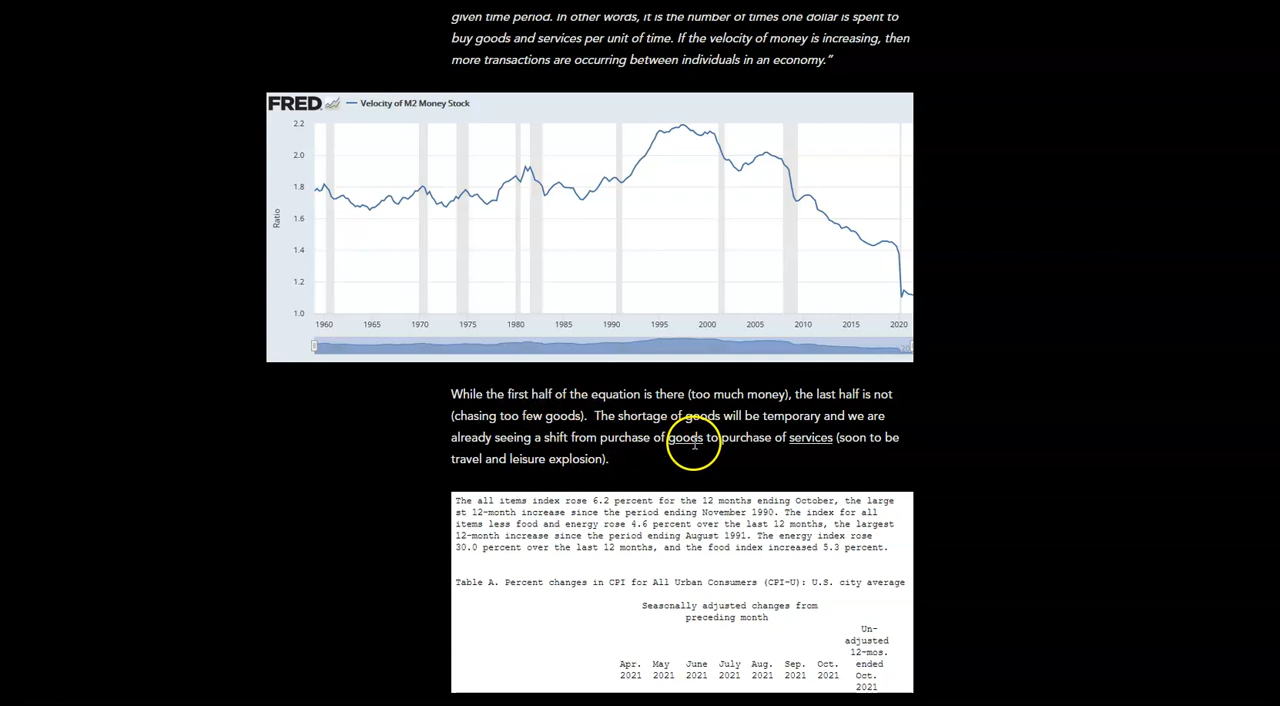 given time period. In other words, it is the number of times one dollar is spent to
buy goods and services per unit of time. If the velocity of money is increasing, then
more transactions are occurring between individuals in an economy.”
FRED Velocity of M2 Money Stock
2.2
2.0
1.8
1.6
1.4
1.2
1.0
Ratio
1960 1965 1970 1975 1980 1985 1990 1995 2000 2005 2010 2015 2020
While the first half of the equation is there (too much money), the last half is not
(chasing too few goods). The shortage of goods will be temporary and we are
already seeing a shift from purchase of goods to purchase of services (soon to be
travel and leisure explosion).
The all items index rose 6.2 percent for the 12 months ending October, the large
st 12-month increase since the period ending November 1990. The index for all
items less food and energy rose 4.6 percent over the last 12 months, the largest
12-month increase since the period ending August 1991. The energy index rose
30.0 percent over the last 12 months, and the food index increased 5.3 percent.
Table A. Percent changes in CPI for All Urban Consumers (CPI-U): U.S. city average
Seasonally adjusted changes from
preceding month
Un-
adjusted
12-mos.
Apr. May June July Aug. Sep. Oct. ended
2021 2021 2021 2021 2021 2021 2021 Oct.
2021